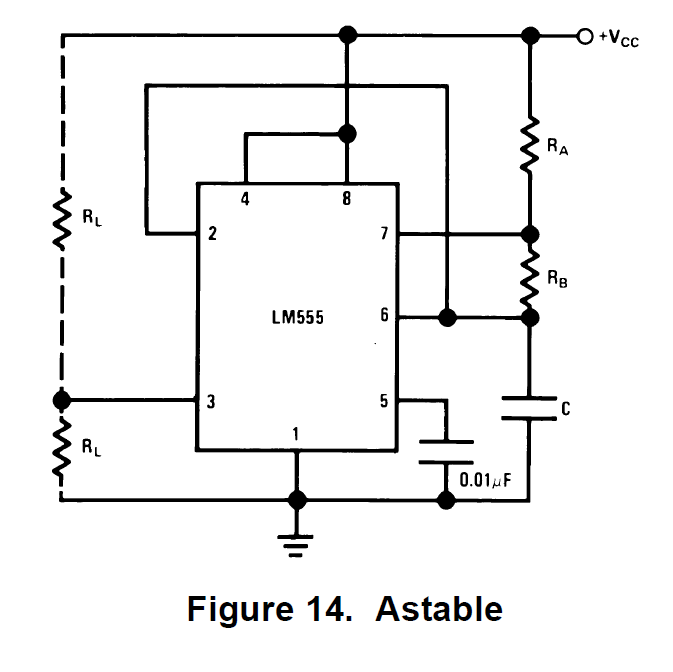 +VCC
RA
4 8
RL
2 7
RB
LM555
6
3 5
C
1
RL
0.01µF
Figure 14. Astable